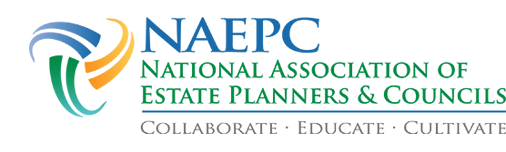 NAEPC
National Association of
Estate Planners & Councils
Collaborate · Educate · Cultivate